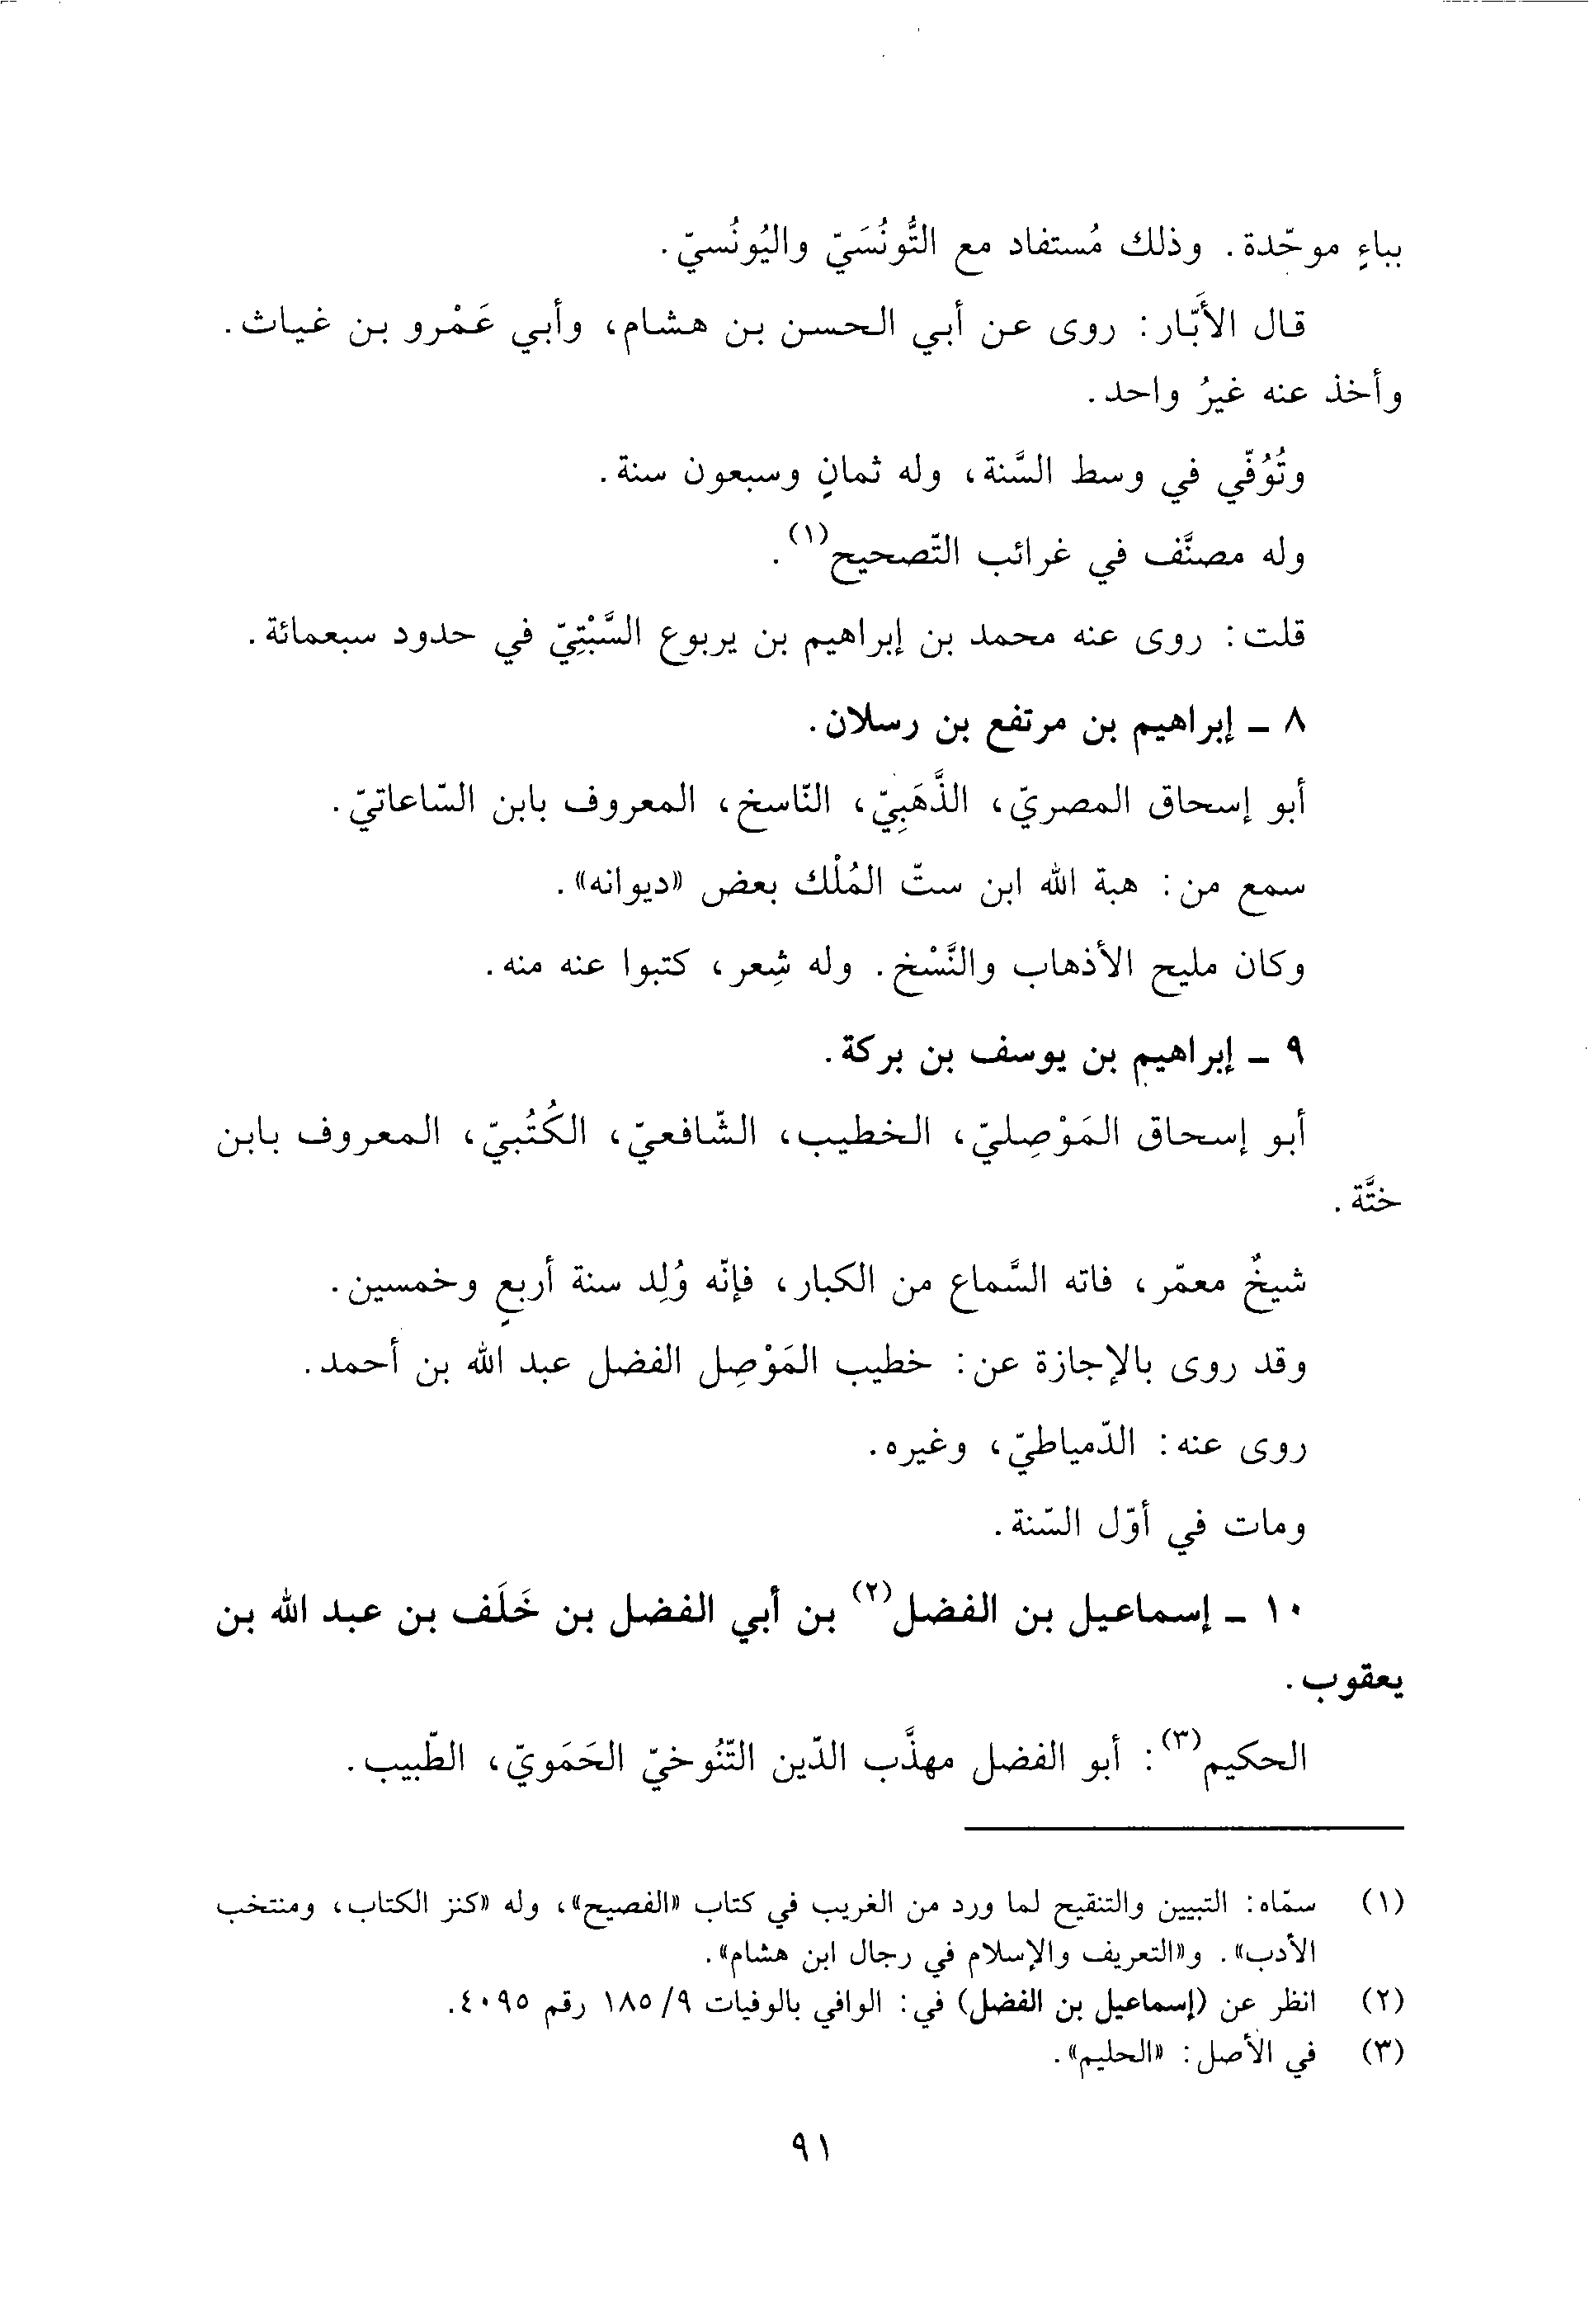 بباءٍ موحّدة. وذلك مُستفاد مع التُّونُسَيّ واليُونُسيّ.
قال الأبّار: روى عن أبي الحسن بن هشام، وأبي عَمْرو بن غياث.
وأخذ عنه غيرُ واحد.
وتُوُفّي في وسط السَّنة، وله ثمانٍ وسبعون سنة.
وله مصنَّف في غرائب التّصحيح(١).
قلت: روى عنه محمد بن إبراهيم بن يربوع السَّبْتِيّ في حدود سبعمائة.
٨ ـ إبراهيم بن مرتفع بن رسلان.
أبو إسحاق المصريّ، الذَّهَبِيّ، النّاسخ، المعروف بابن السّاعاتيّ.
سمع من: هبة الله ابن ستّ المُلْك بعض «ديوانه».
وكان مليح الأذهاب والنَّسْخ. وله شِعر، كتبوا عنه منه.
٩ ـ إبراهيم بن يوسف بن بركة.
أبو إسحاق المَوْصِليّ، الخطيب، الشّافعيّ، الكُتُبيّ، المعروف بابن
ختَّة.
شيخٌ معمّر، فاته السَّماع من الكبار، فإنّه وُلِد سنة أربعٍ وخمسين.
وقد روى بالإجازة عن: خطيب المَوْصِل الفضل عبد الله بن أحمد.
روى عنه: الدّمياطيّ، وغيره.
ومات في أوّل السّنة.
١٠ ـ إسماعيل بن الفضل(٢) بن أبي الفضل بن خَلَف بن عبد الله بن
يعقوب.
الحكيم(٣): أبو الفضل مهذَّب الدّين التّنُوخيّ الحَمَويّ، الطّبيب.
(١) سمّاه: التبيين والتنقيح لما ورد من الغريب في كتاب «الفصيح»، وله «كنز الكتاب، ومنتخب
الأدب». و«التعريف والإسلام في رجال ابن هشام».
(٢) انظر عن (إسماعيل بن الفضل) في: الوافي بالوفيات ٩/ ١٨٥ رقم ٤٠٩٥.
(٣) في الأصل: «الحليم».
٩١